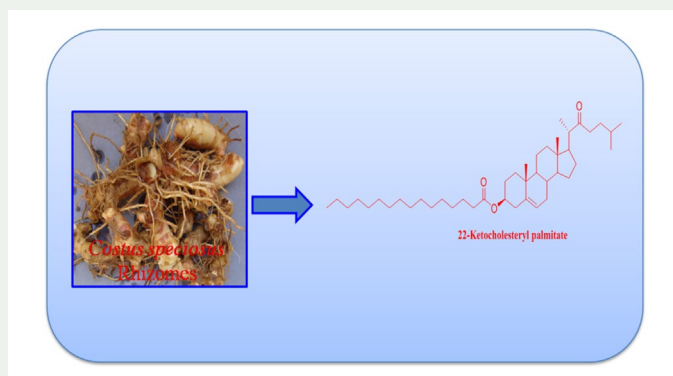 Costus speciosus
Rhizomes
O
O
O
22-Ketocholesteryl palmitate